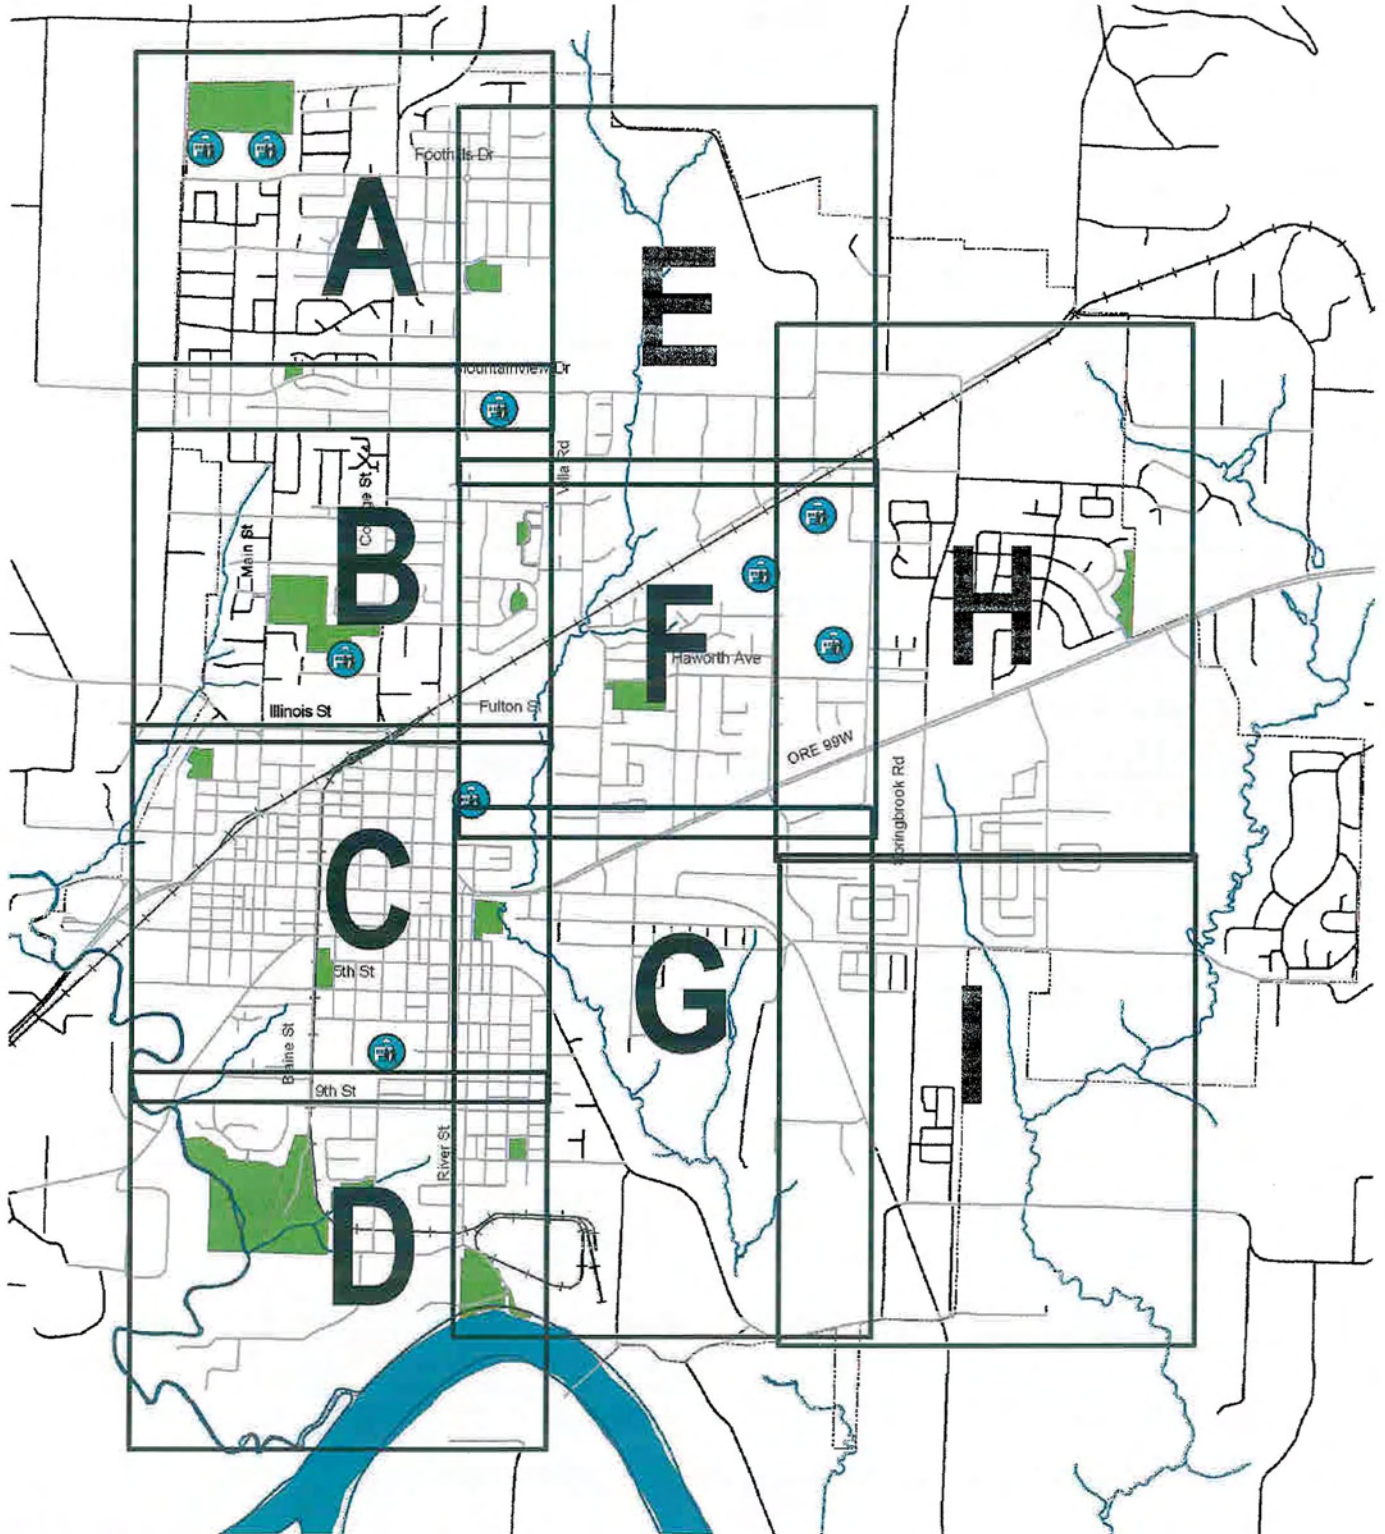 Foothills Dr
A
E
Mountainview Dr
Villa Rd
College St
B
Main St
H
F
Haworth Ave
Illinois St
Fulton St
ORE 99W
Springbrook Rd
C
5th St
G
I
Blaine St
9th St
River St
D